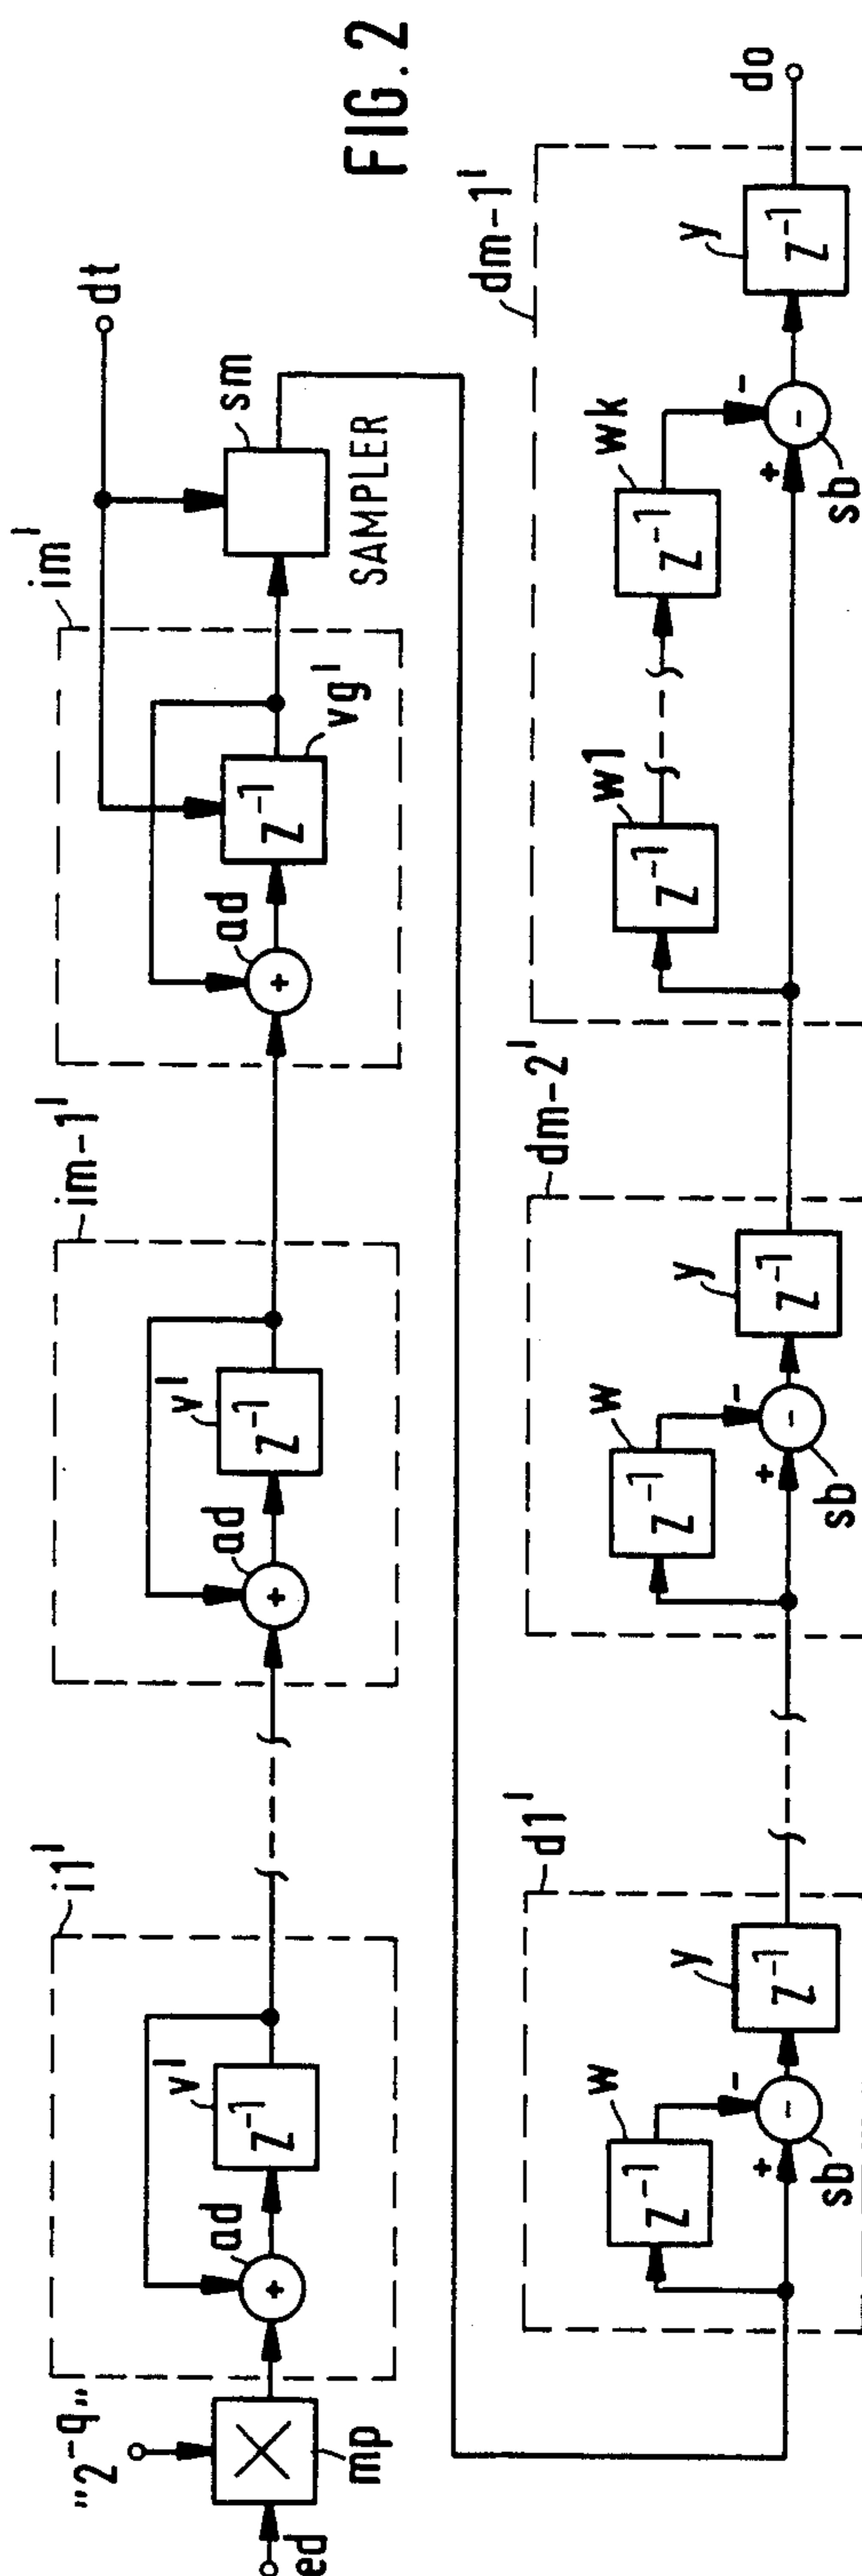 FIG. 2
ed
"2^-q"
mp
i1'
ad
+
v'
Z^-1
im-1'
ad
+
v'
Z^-1
im'
ad
+
vg'
Z^-1
sm
SAMPLER
dt
d1'
w
Z^-1
+
-
-
sb
y
Z^-1
dm-2'
w
Z^-1
+
-
-
sb
y
Z^-1
dm-1'
w1
Z^-1
wk
Z^-1
+
-
-
sb
y
Z^-1
do